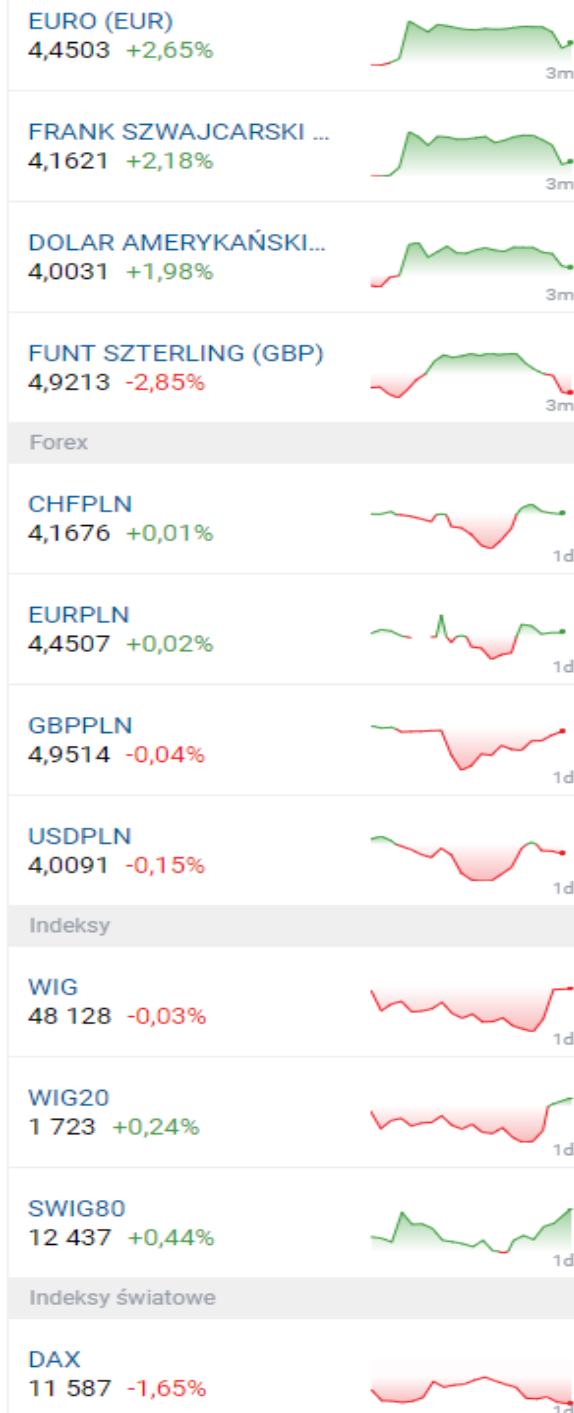 EURO (EUR)
4,4503 +2,65%
3m
FRANK SZWAJCARSKI ...
4,1621 +2,18%
3m
DOLAR AMERYKAŃSKI...
4,0031 +1,98%
3m
FUNT SZTERLING (GBP)
4,9213 -2,85%
3m
Forex
CHFPLN
4,1676 +0,01%
1d
EURPLN
4,4507 +0,02%
1d
GBPPLN
4,9514 -0,04%
1d
USDPLN
4,0091 -0,15%
1d
Indeksy
WIG
48 128 -0,03%
1d
WIG20
1 723 +0,24%
1d
SWIG80
12 437 +0,44%
1d
Indeksy światowe
DAX
11 587 -1,65%
1d